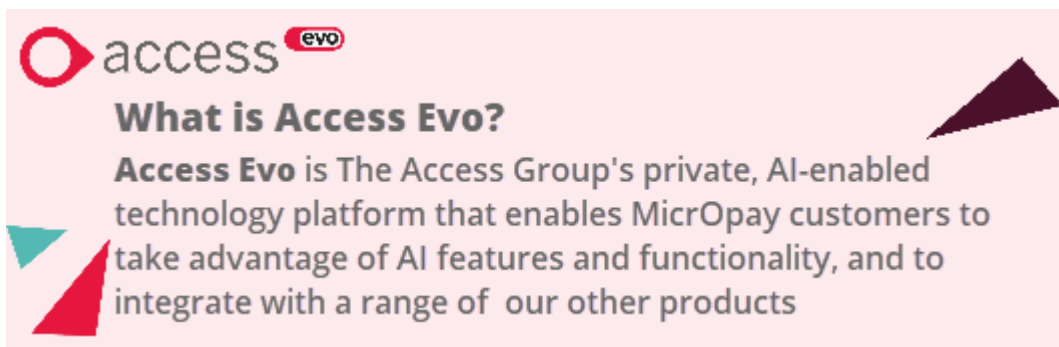 access evo
What is Access Evo?
Access Evo is The Access Group's private, AI-enabled
technology platform that enables MicrOpay customers to
take advantage of AI features and functionality, and to
integrate with a range of  our other products